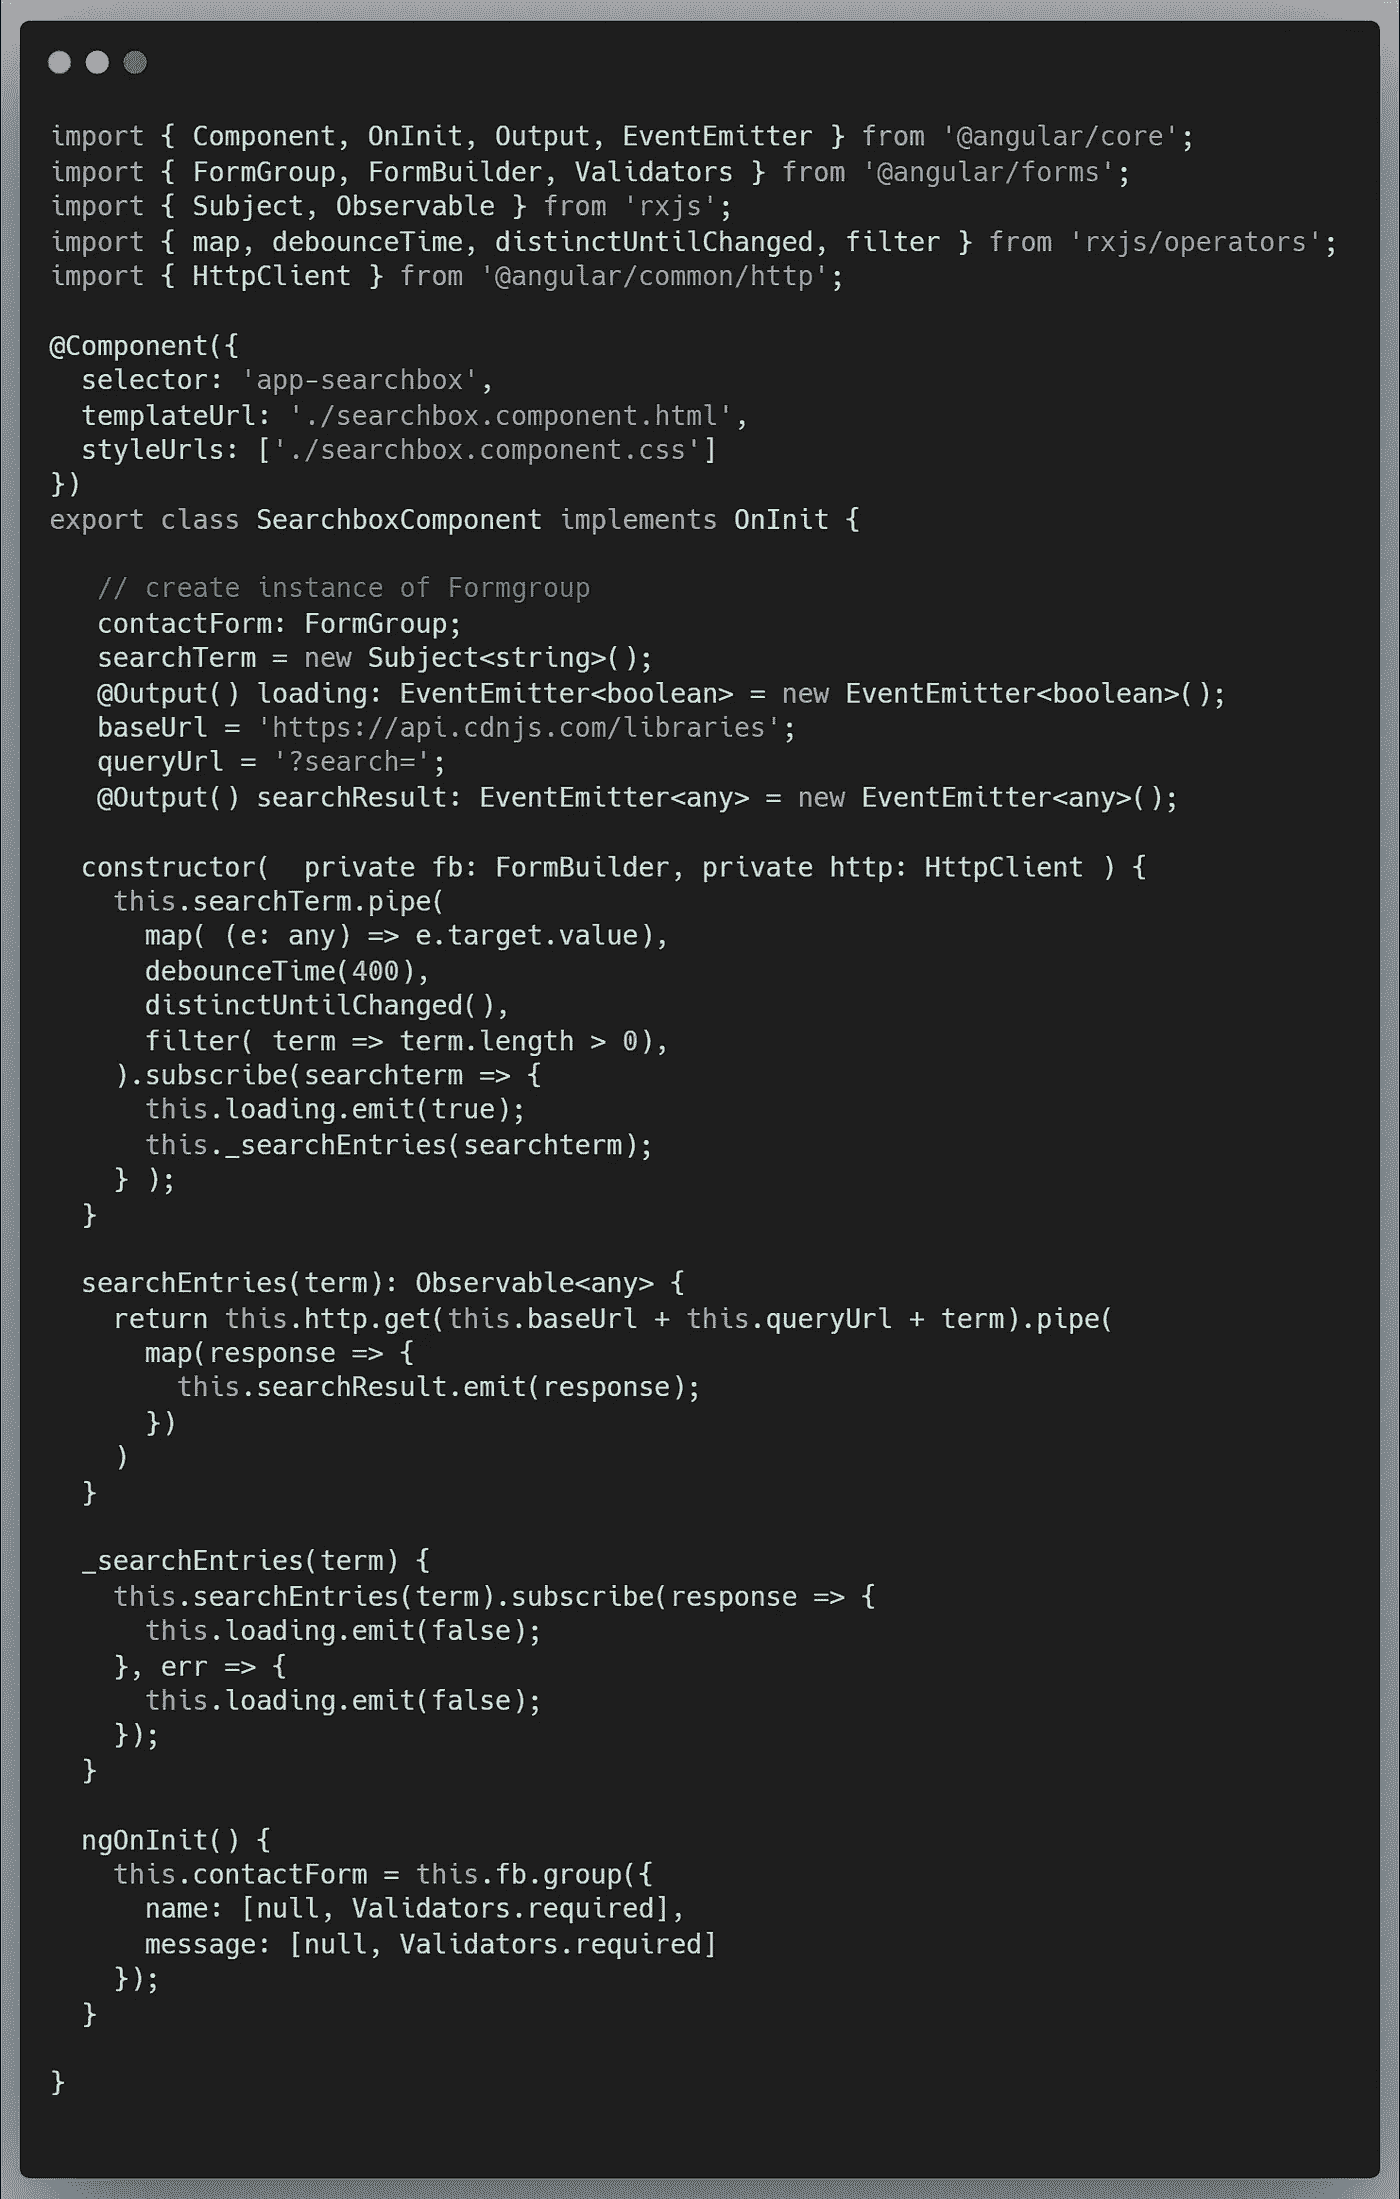 import { Component, OnInit, Output, EventEmitter } from '@angular/core';
import { FormGroup, FormBuilder, Validators } from '@angular/forms';
import { Subject, Observable } from 'rxjs';
import { map, debounceTime, distinctUntilChanged, filter } from 'rxjs/operators';
import { HttpClient } from '@angular/common/http';

@Component({
  selector: 'app-searchbox',
  templateUrl: './searchbox.component.html',
  styleUrls: ['./searchbox.component.css']
})
export class SearchboxComponent implements OnInit {

   // create instance of Formgroup
   contactForm: FormGroup;
   searchTerm = new Subject<string>();
   @Output() loading: EventEmitter<boolean> = new EventEmitter<boolean>();
   baseUrl = 'https://api.cdnjs.com/libraries';
   queryUrl = '?search=';
   @Output() searchResult: EventEmitter<any> = new EventEmitter<any>();

  constructor(  private fb: FormBuilder, private http: HttpClient ) {
    this.searchTerm.pipe(
      map( (e: any) => e.target.value),
      debounceTime(400),
      distinctUntilChanged(),
      filter( term => term.length > 0),
    ).subscribe(searchterm => {
      this.loading.emit(true);
      this._searchEntries(searchterm);
    } );
  }

  searchEntries(term): Observable<any> {
    return this.http.get(this.baseUrl + this.queryUrl + term).pipe(
      map(response => {
        this.searchResult.emit(response);
      })
    )
  }

  _searchEntries(term) {
    this.searchEntries(term).subscribe(response => {
      this.loading.emit(false);
    }, err => {
      this.loading.emit(false);
    });
  }

  ngOnInit() {
    this.contactForm = this.fb.group({
      name: [null, Validators.required],
      message: [null, Validators.required]
    });
  }

}